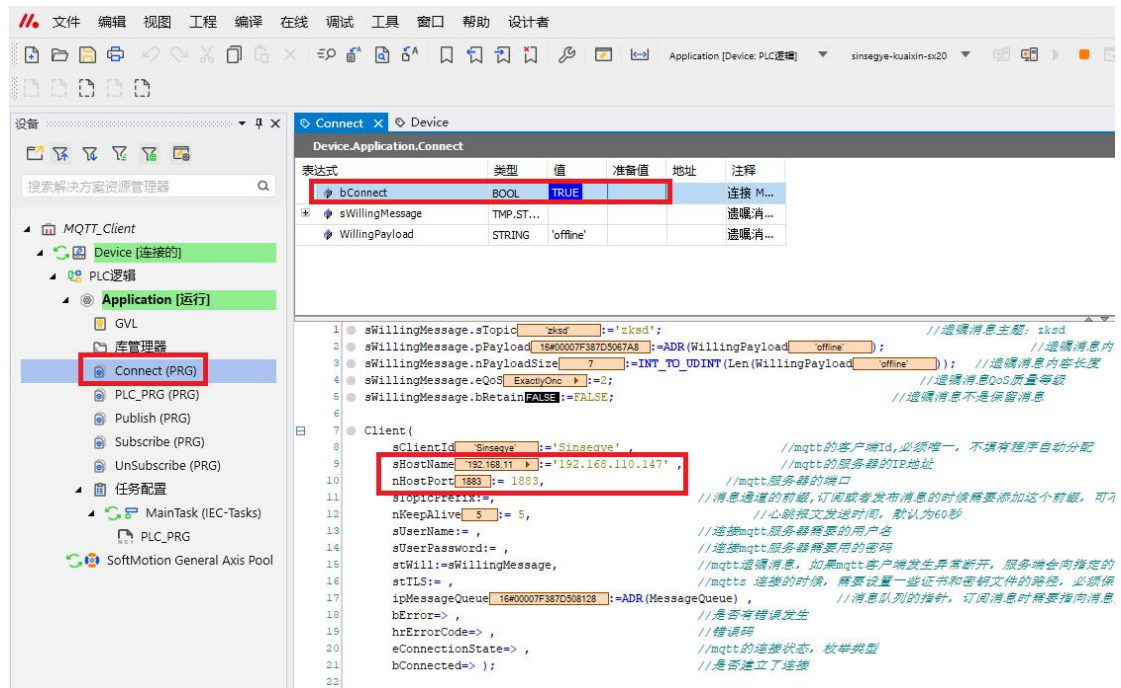 文件 编辑 视图 工程 编译 在线 调试 工具 窗口 帮助 设计者
Application [Device: PLC逻辑] sinsegye-kuaixin-sx20
设备
搜索解决方案资源管理器
MQTT_Client
Device [连接的]
PLC逻辑
Application [运行]
GVL
库管理器
Connect (PRG)
PLC_PRG (PRG)
Publish (PRG)
Subscribe (PRG)
UnSubscribe (PRG)
任务配置
MainTask (IEC-Tasks)
PLC_PRG
SoftMotion General Axis Pool
Connect Device
Device.Application.Connect
表达式 类型 值 准备值 地址 注释
bConnect BOOL TRUE 连接 M...
sWillingMessage TMP.ST... 遗嘱消...
WillingPayload STRING 'offline' 遗嘱消...
1 sWillingMessage.sTopic 'zksd' :='zksd'; //遗嘱消息主题：zksd
2 sWillingMessage.pPayload 16#00007F387D5067A8 :=ADR(WillingPayload 'offline' ); //遗嘱消息内
3 sWillingMessage.nPayloadSize 7 :=INT_TO_UDINT(Len(WillingPayload 'offline' )); //遗嘱消息内容长度
4 sWillingMessage.eQoS ExactlyOnc :=2; //遗嘱消息QoS质量等级
5 sWillingMessage.bRetain FALSE :=FALSE; //遗嘱消息不是保留消息
6
7 Client(
8 sClientId 'Sinsegye' :='Sinsegye' , //mqtt的客户端Id,必须唯一，不填有程序自动分配
9 sHostName '192.168.11 :='192.168.110.147' , //mqtt的服务器的IP地址
10 nHostPort 1883 := 1883, //mqtt服务器的端口
11 sTopicPrefix:=, //消息通道的前缀,订阅或者发布消息的时候需要添加这个前缀，可不
12 nKeepAlive 5 := 5, //心跳报文发送时间，默认为60秒
13 sUserName:= , //连接mqtt服务器需要的用户名
14 sUserPassword:= , //连接mqtt服务器需要用的密码
15 stWill:=sWillingMessage, //mqtt遗嘱消息，如果mqtt客户端发生异常断开，服务端会向指定的
16 stTLS:= , //mqtts 连接的时候，需要设置一些证书和密钥文件的路径，必须保
17 ipMessageQueue 16#00007F387D508128 :=ADR(MessageQueue) , //消息队列的指针，订阅消息时需要指向消息
18 bError=> , //是否有错误发生
19 hrErrorCode=> , //错误码
20 eConnectionState=> , //mqtt的连接状态，枚举类型
21 bConnected=> ); //是否建立了连接
22